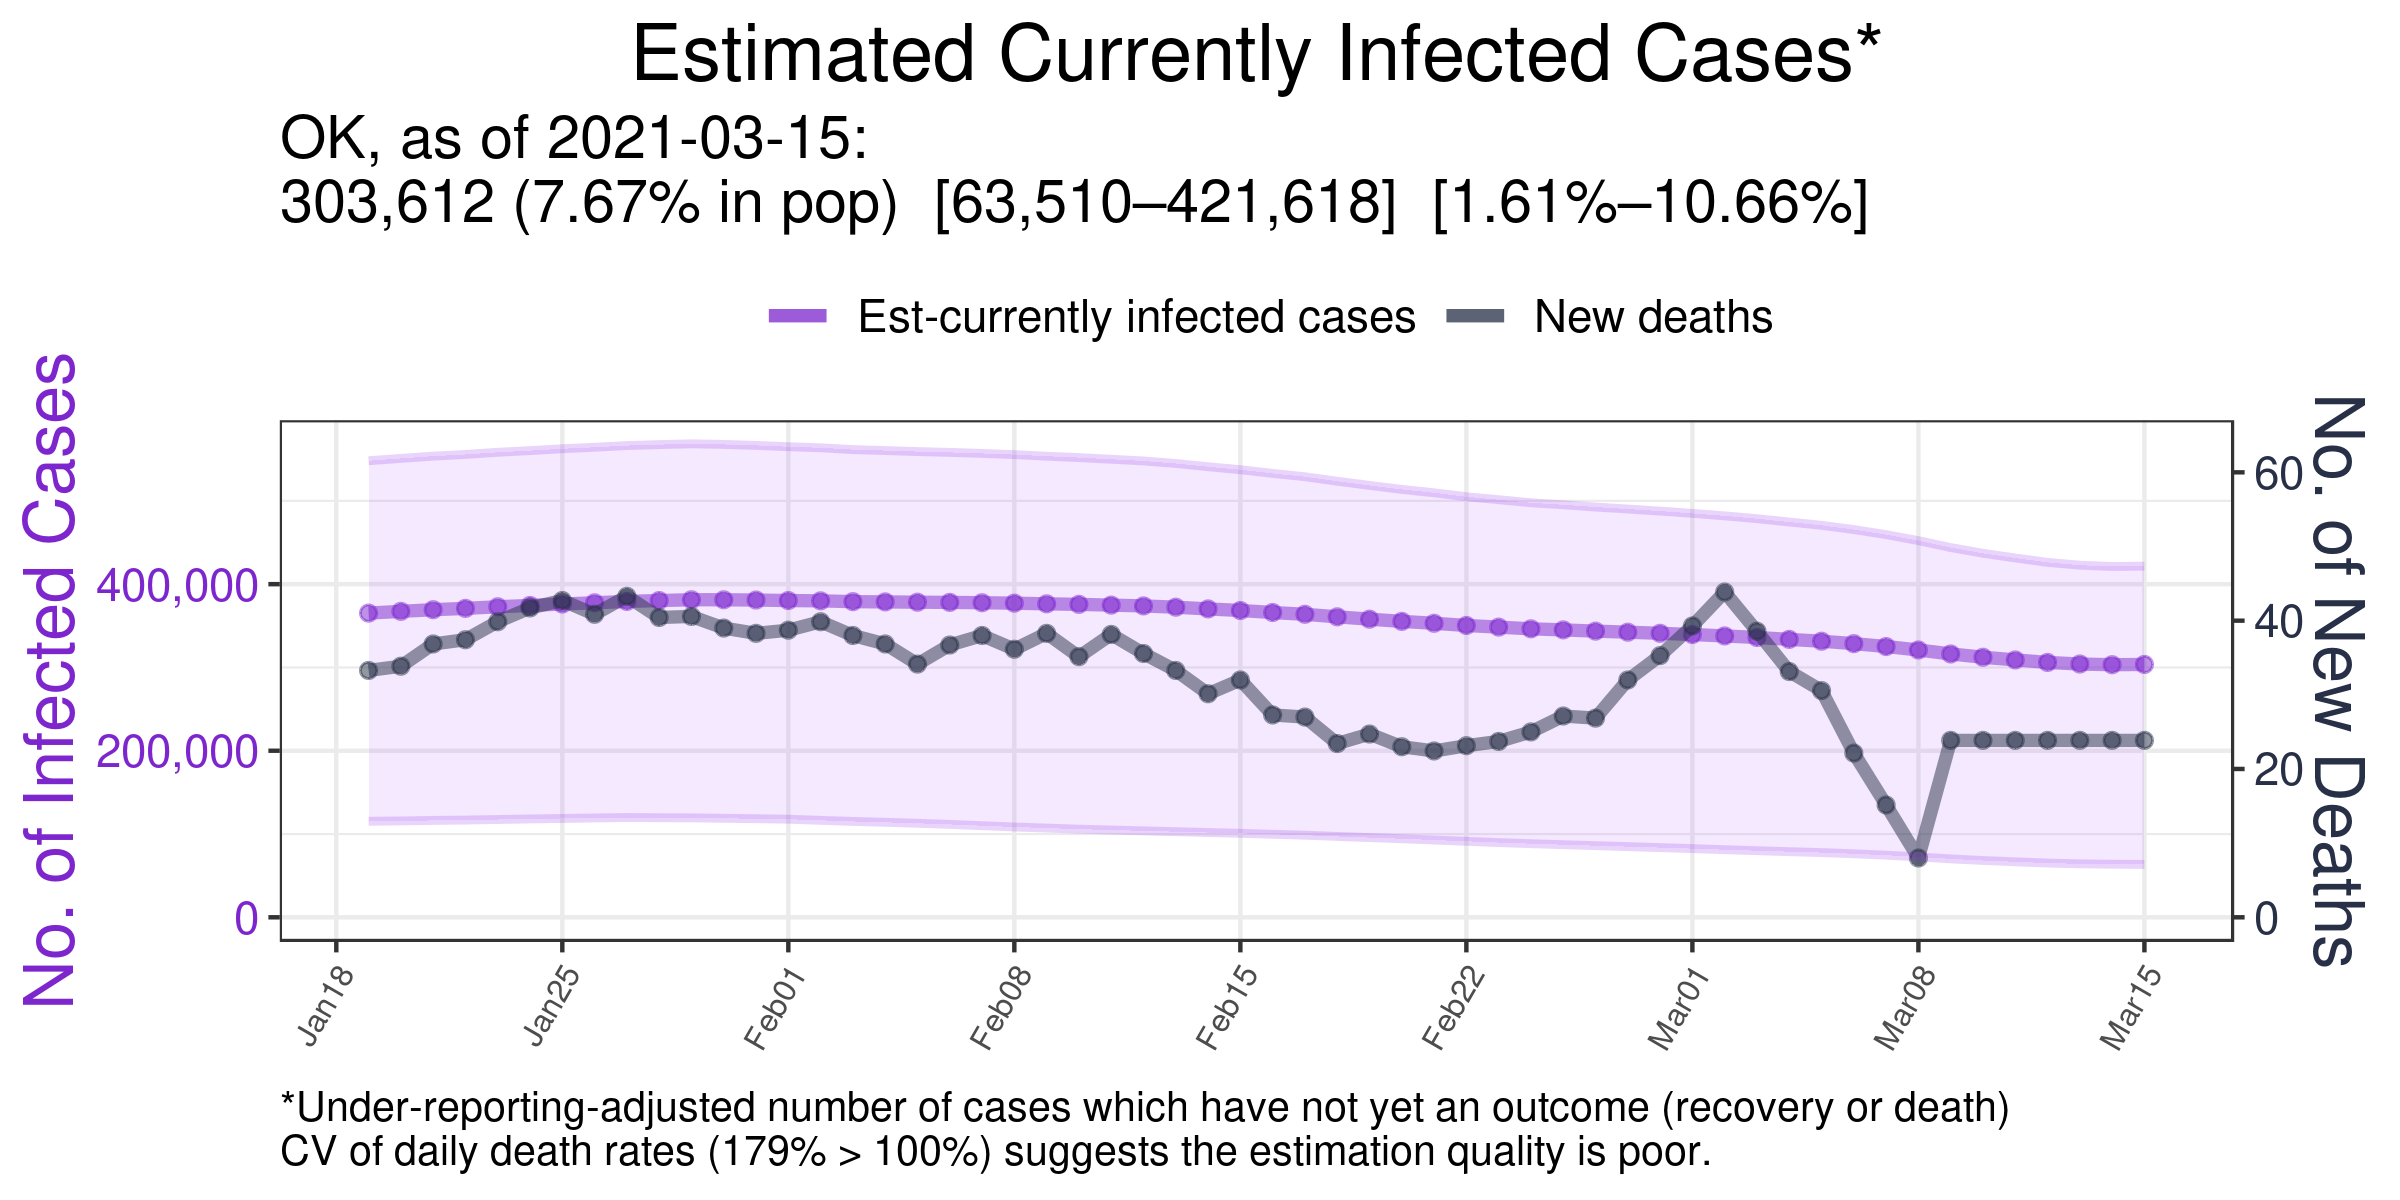 Estimated Currently Infected Cases*
OK, as of 2021-03-15:
303,612 (7.67% in pop) [63,510–421,618] [1.61%–10.66%]
Est-currently infected cases
New deaths
No. of Infected Cases
400,000
200,000
0
60
40
20
0
No. of New Deaths
Jan18
Jan25
Feb01
Feb08
Feb15
Feb22
Mar01
Mar08
Mar15
*Under-reporting-adjusted number of cases which have not yet an outcome (recovery or death)
CV of daily death rates (179% > 100%) suggests the estimation quality is poor.